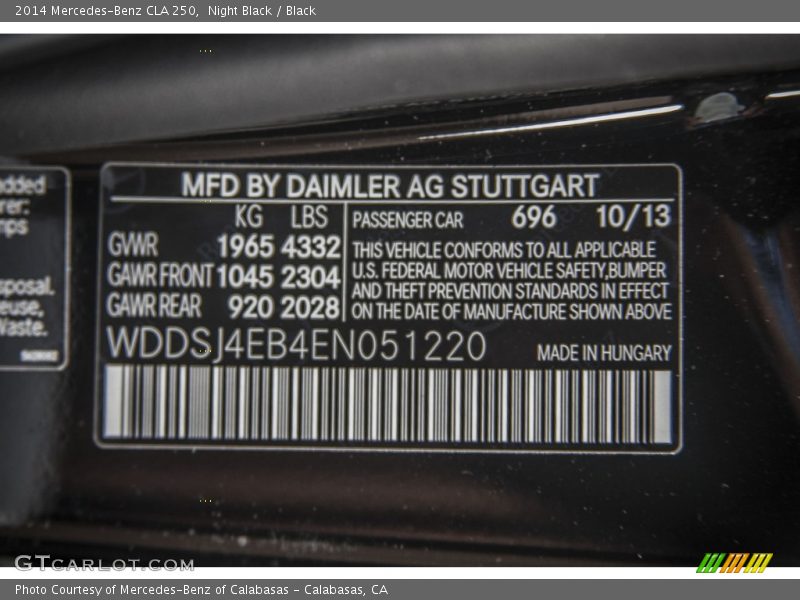 2014 Mercedes-Benz CLA 250, Night Black / Black
MFD BY DAIMLER AG STUTTGART
KG LBS
GWR 1965 4332
GAWR FRONT 1045 2304
GAWR REAR 920 2028
PASSENGER CAR 696 10/13
THIS VEHICLE CONFORMS TO ALL APPLICABLE
U.S. FEDERAL MOTOR VEHICLE SAFETY,BUMPER
AND THEFT PREVENTION STANDARDS IN EFFECT
ON THE DATE OF MANUFACTURE SHOWN ABOVE
WDDSJ4EB4EN051220
MADE IN HUNGARY
GTCARLOT.COM
Photo Courtesy of Mercedes-Benz of Calabasas - Calabasas, CA